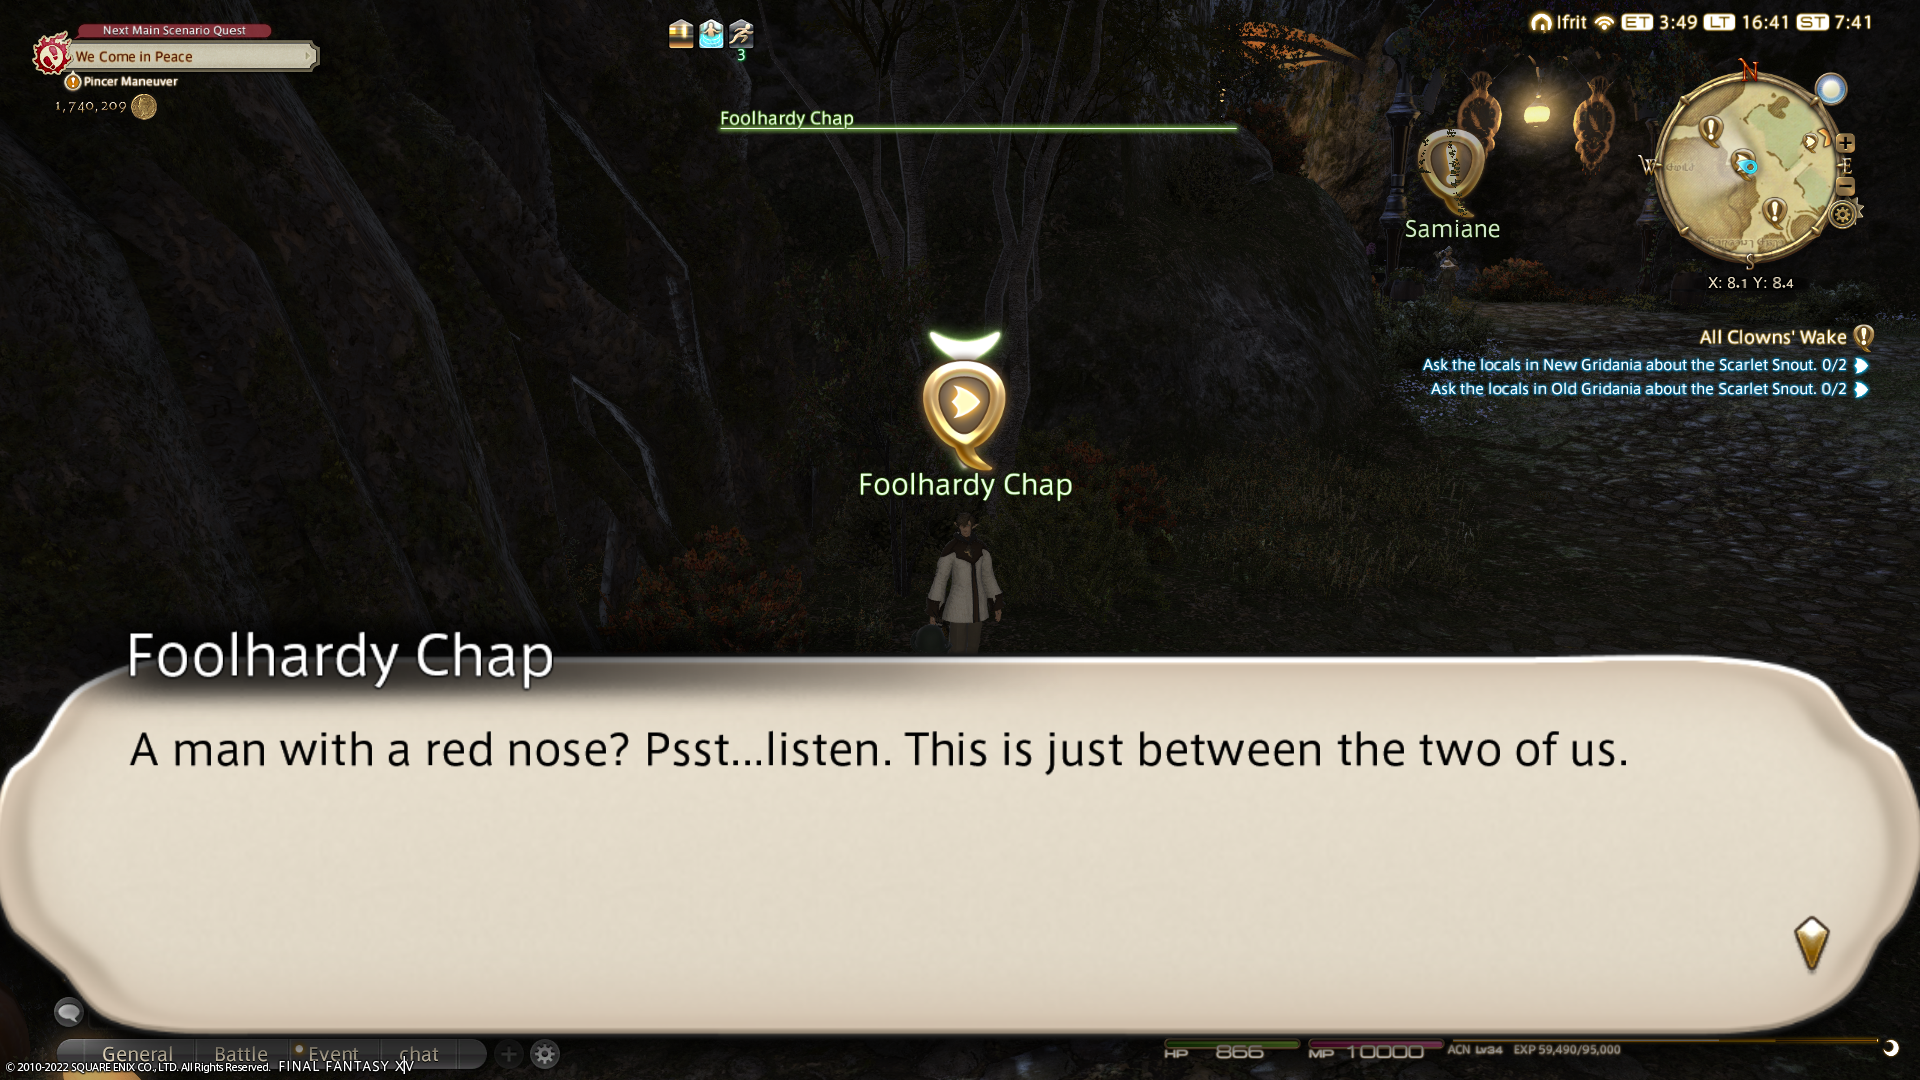 Next Main Scenario Quest
We Come in Peace
Pincer Maneuver
1,740,209
3
Ifrit ET 3:49 LT 16:41 ST 7:41
Foolhardy Chap
N
W
E
S
Samiane
X: 8.1 Y: 8.4
All Clowns' Wake
Ask the locals in New Gridania about the Scarlet Snout. 0/2
Ask the locals in Old Gridania about the Scarlet Snout. 0/2
Foolhardy Chap
Foolhardy Chap
A man with a red nose? Psst...listen. This is just between the two of us.
General Battle Event chat
HP 866 MP 10000 ACN Lv34 EXP 59,490/95,000
© 2010-2022 SQUARE ENIX CO., LTD. All Rights Reserved. FINAL FANTASY XIV